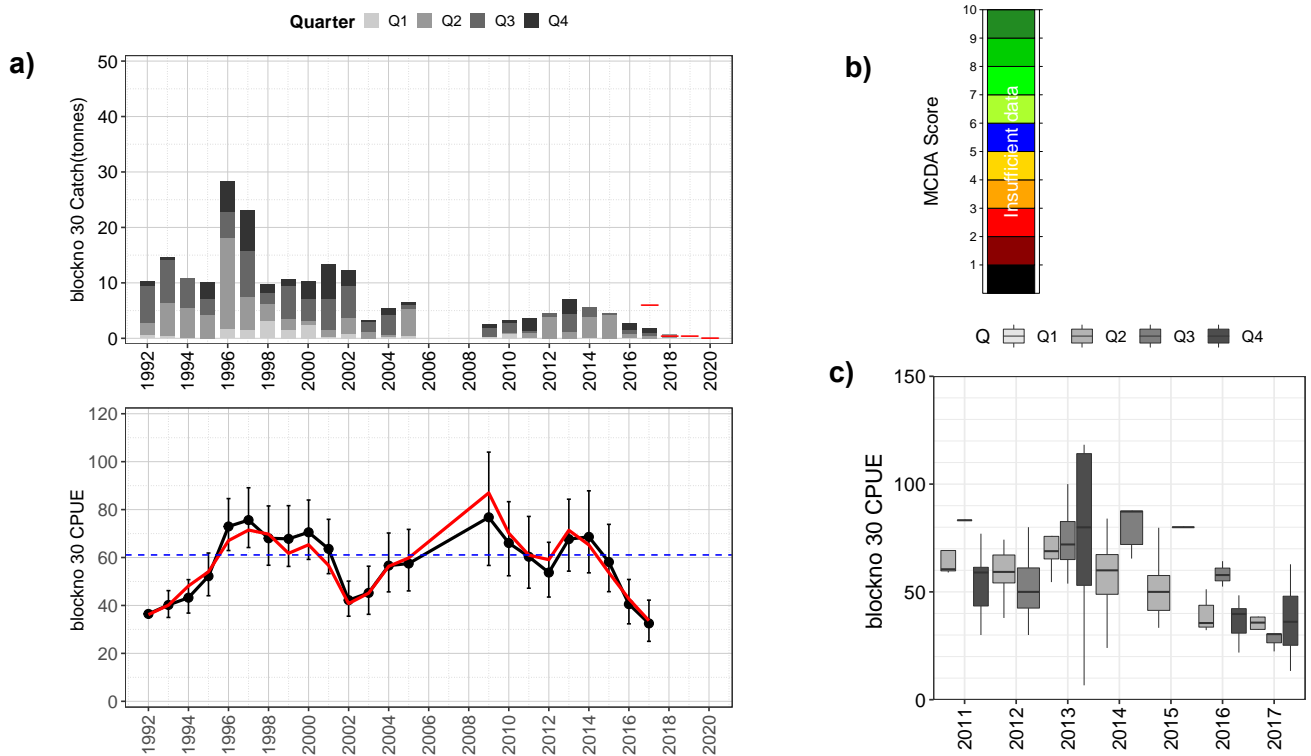 Quarter Q1 Q2 Q3 Q4
a)
blockno 30 Catch(tonnes)
50
40
30
20
10
0
1992 1994 1996 1998 2000 2002 2004 2006 2008 2010 2012 2014 2016 2018 2020
blockno 30 CPUE
120
100
80
60
40
20
0
1992 1994 1996 1998 2000 2002 2004 2006 2008 2010 2012 2014 2016 2018 2020
b)
MCDA Score
10
9
8
7
6
5
4
3
2
1
Insufficient data
Q Q1 Q2 Q3 Q4
c)
blockno 30 CPUE
150
100
50
0
2011 2012 2013 2014 2015 2016 2017